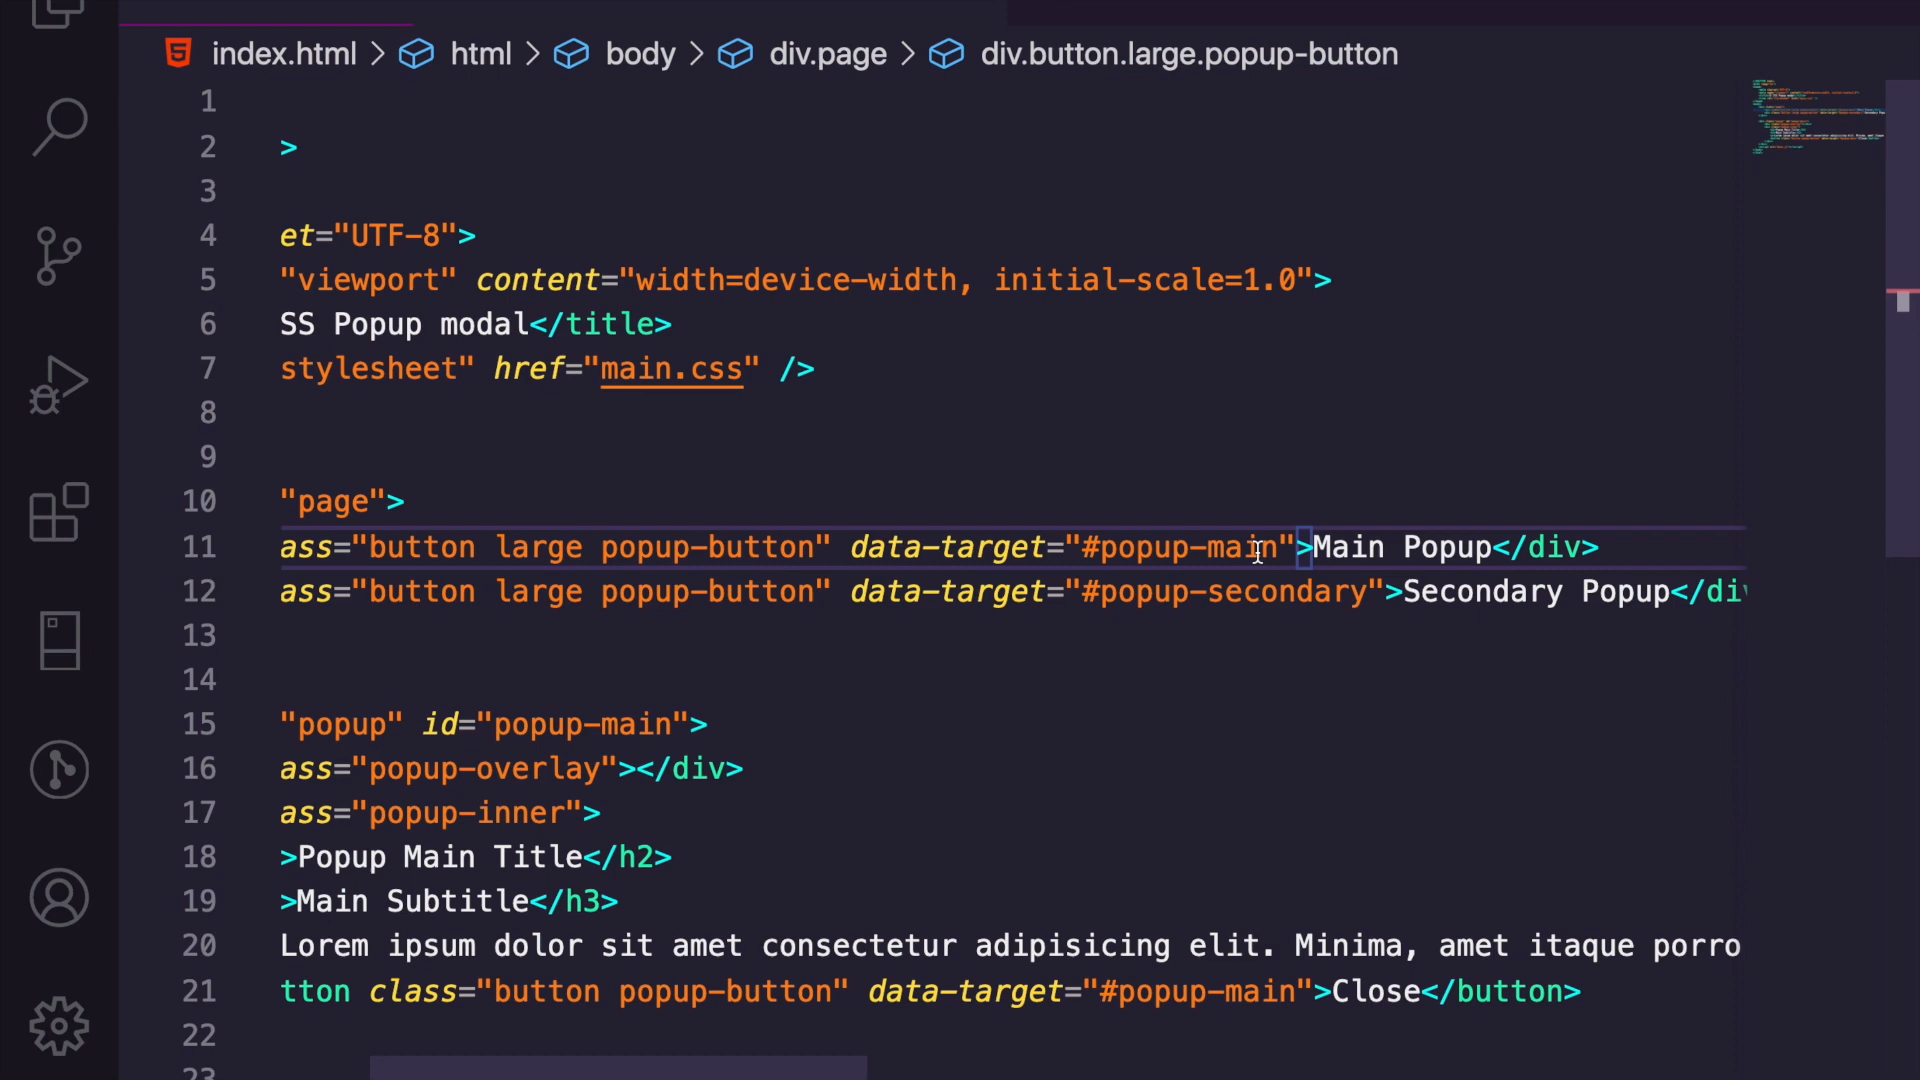 index.html > html > body > div.page > div.button.large.popup-button
1
2 >
3
4 et="UTF-8">
5 "viewport" content="width=device-width, initial-scale=1.0">
6 SS Popup modal</title>
7 stylesheet" href="main.css" />
8
9
10 "page">
11 ass="button large popup-button" data-target="#popup-main">Main Popup</div>
12 ass="button large popup-button" data-target="#popup-secondary">Secondary Popup</div
13
14
15 "popup" id="popup-main">
16 ass="popup-overlay"></div>
17 ass="popup-inner">
18 >Popup Main Title</h2>
19 >Main Subtitle</h3>
20 Lorem ipsum dolor sit amet consectetur adipisicing elit. Minima, amet itaque porro
21 tton class="button popup-button" data-target="#popup-main">Close</button>
22
23